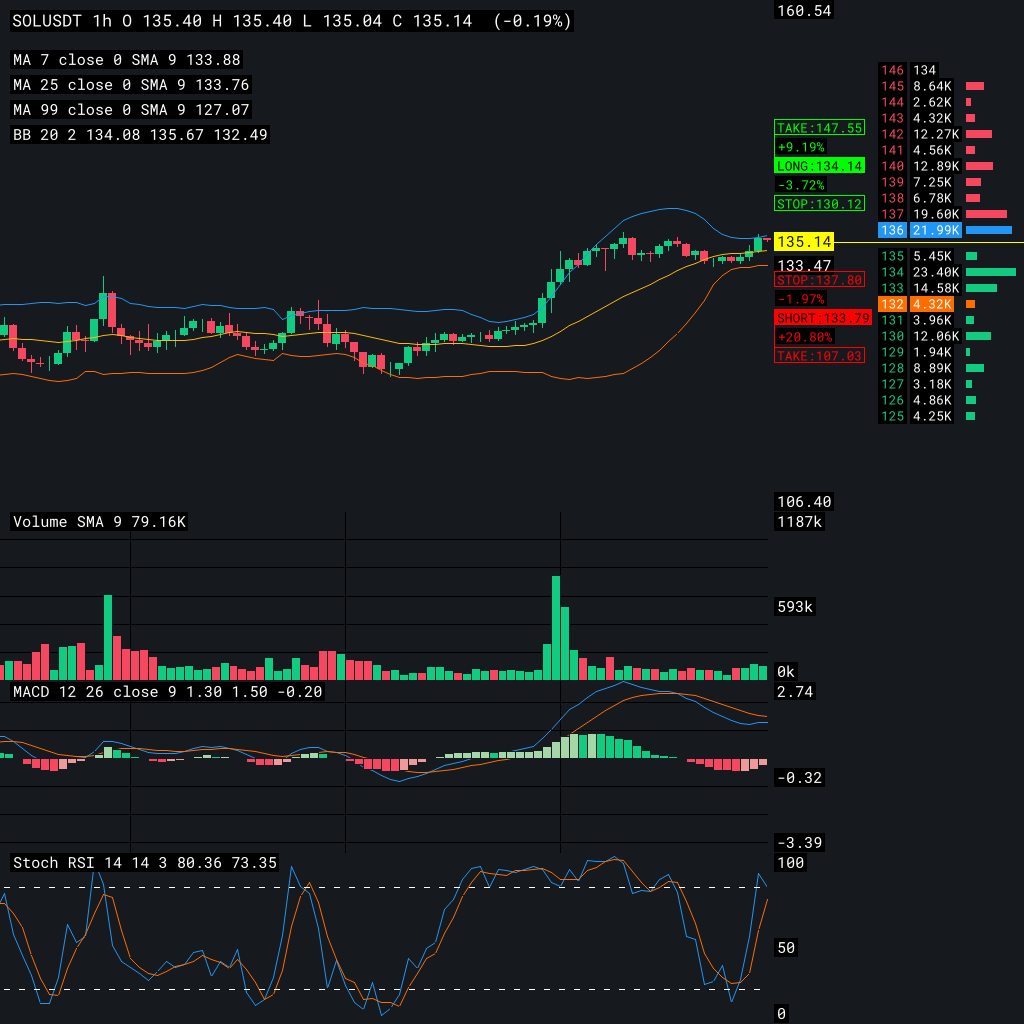 SOLUSDT 1h O 135.40 H 135.40 L 135.04 C 135.14 (-0.19%)
160.54
MA 7 close 0 SMA 9 133.88
MA 25 close 0 SMA 9 133.76
MA 99 close 0 SMA 9 127.07
BB 20 2 134.08 135.67 132.49
TAKE:147.55
+9.19%
LONG:134.14
-3.72%
STOP:130.12
135.14
133.47
STOP:137.80
-1.97%
SHORT:133.79
+20.80%
TAKE:107.03
146 134
145 8.64K
144 2.62K
143 4.32K
142 12.27K
141 4.56K
140 12.89K
139 7.25K
138 6.78K
137 19.60K
136 21.99K
135 5.45K
134 23.40K
133 14.58K
132 4.32K
131 3.96K
130 12.06K
129 1.94K
128 8.89K
127 3.18K
126 4.86K
125 4.25K
106.40
Volume SMA 9 79.16K
1187k
593k
0k
MACD 12 26 close 9 1.30 1.50 -0.20
2.74
-0.32
-3.39
Stoch RSI 14 14 3 80.36 73.35
100
50
0